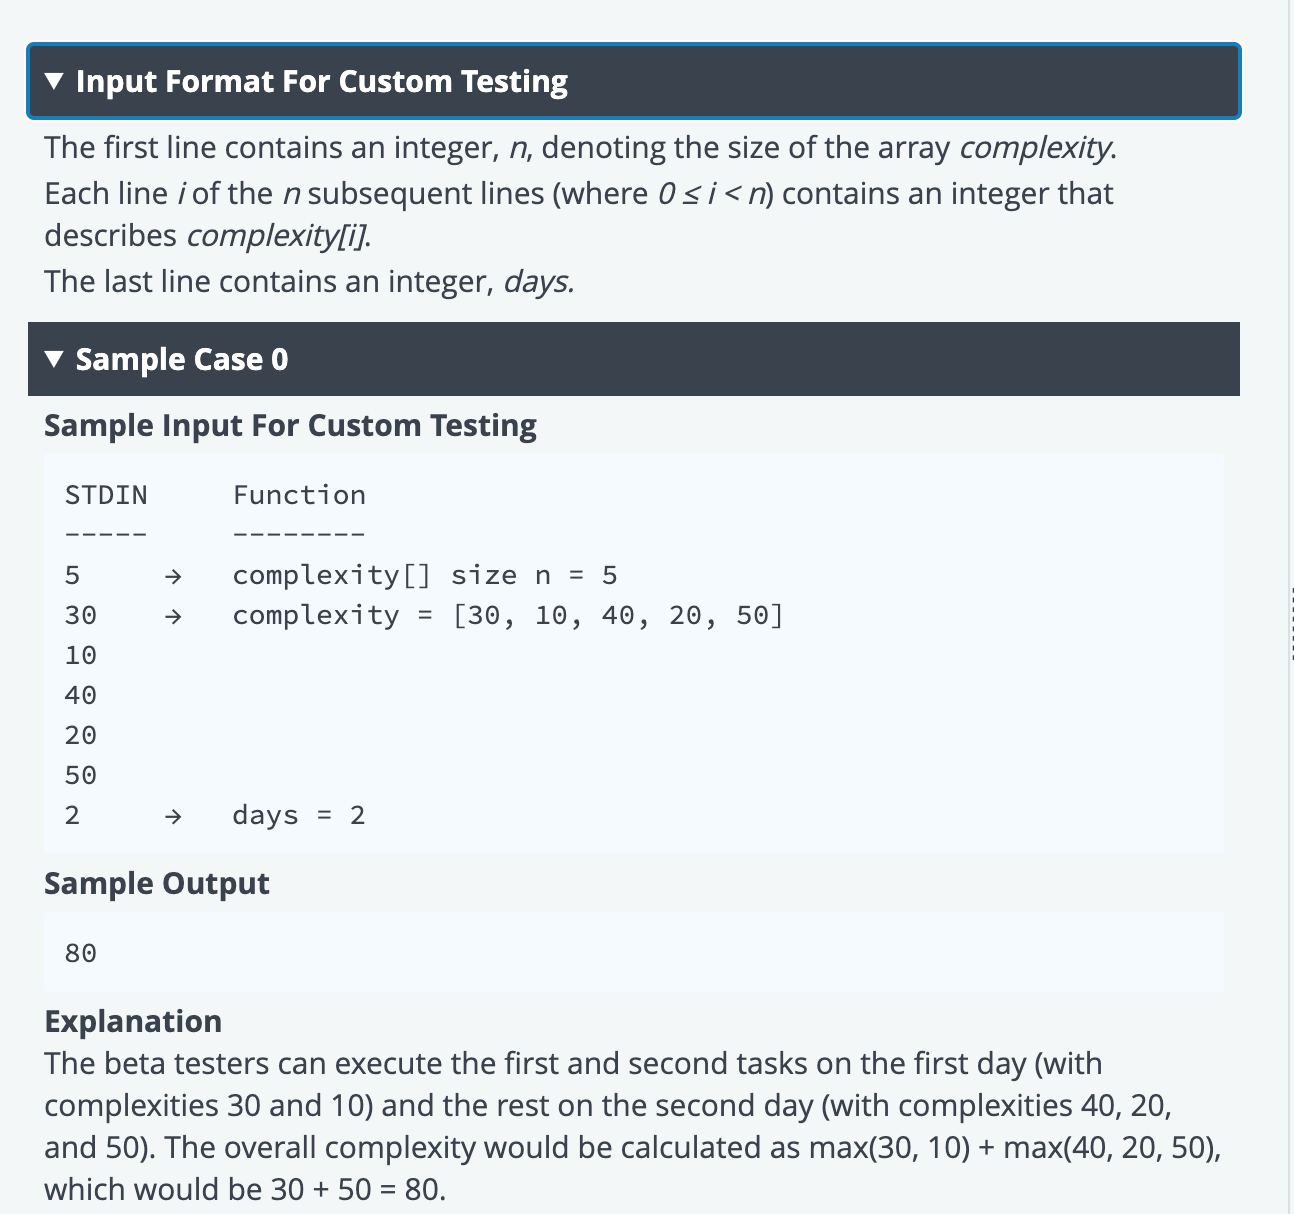 ▼ Input Format For Custom Testing
The first line contains an integer, n, denoting the size of the array complexity.
Each line i of the n subsequent lines (where 0 ≤ i < n) contains an integer that
describes complexity[i].
The last line contains an integer, days.
▼ Sample Case 0
Sample Input For Custom Testing
STDIN     Function
-----     --------
5     →   complexity[] size n = 5
30    →   complexity = [30, 10, 40, 20, 50]
10
40
20
50
2     →   days = 2
Sample Output
80
Explanation
The beta testers can execute the first and second tasks on the first day (with
complexities 30 and 10) and the rest on the second day (with complexities 40, 20,
and 50). The overall complexity would be calculated as max(30, 10) + max(40, 20, 50),
which would be 30 + 50 = 80.